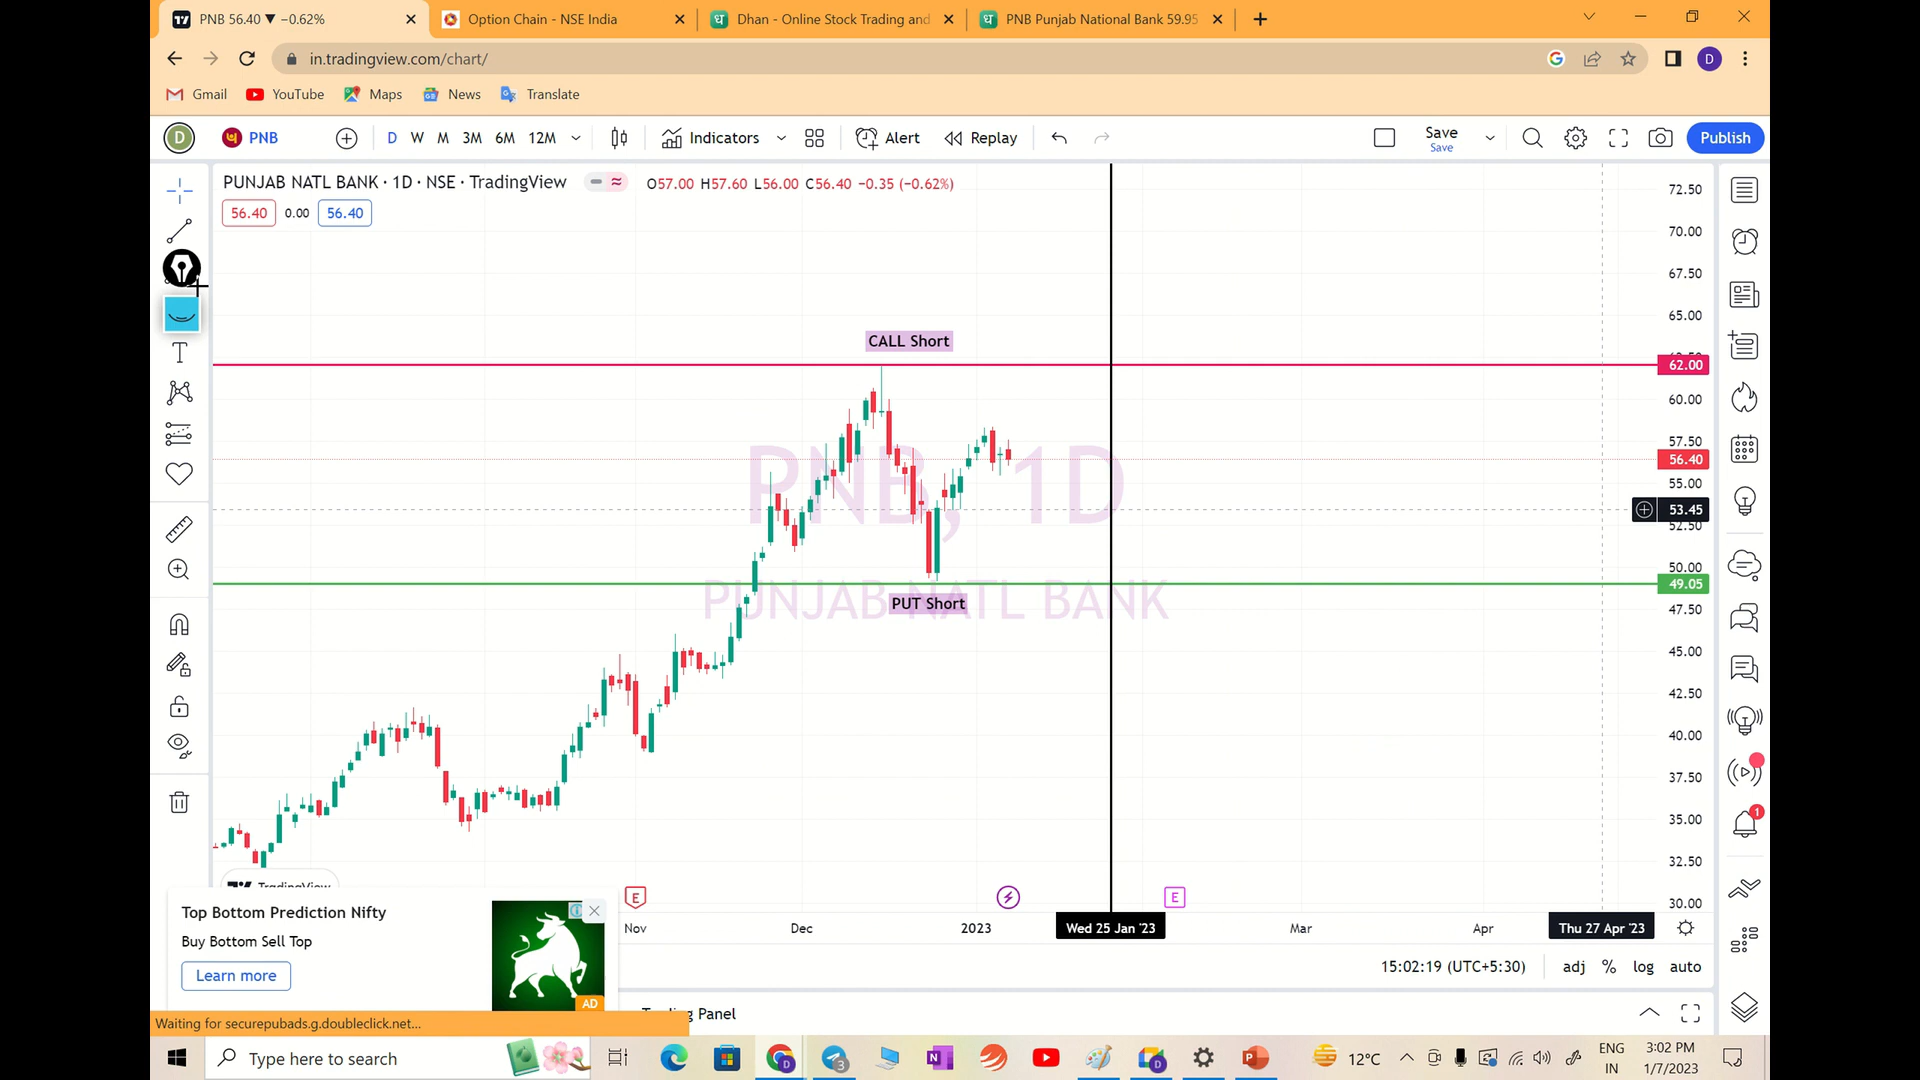 PNB 56.40 ▼ −0.62%
Option Chain - NSE India
Dhan - Online Stock Trading and
PNB Punjab National Bank 59.95
in.tradingview.com/chart/
D
Gmail
YouTube
Maps
News
Translate
D
PNB
D W M 3M 6M 12M
Indicators
Alert
Replay
Save
Save
Publish
PUNJAB NATL BANK · 1D · NSE · TradingView
O57.00 H57.60 L56.00 C56.40 −0.35 (−0.62%)
56.40 0.00 56.40
72.50
70.00
67.50
65.00
CALL Short
62.00
60.00
57.50
56.40
55.00
53.45
52.50
50.00
49.05
PUT Short
PNB, 1D
PUNJAB NATL BANK
47.50
45.00
42.50
40.00
37.50
35.00
32.50
30.00
TradingView
E
E
Nov
Dec
2023
Wed 25 Jan '23
Mar
Apr
Thu 27 Apr '23
Top Bottom Prediction Nifty
Buy Bottom Sell Top
Learn more
AD
15:02:19 (UTC+5:30)
adj % log auto
Panel
Waiting for securepubads.g.doubleclick.net...
1
Type here to search
12°C
ENG
IN
3:02 PM
1/7/2023